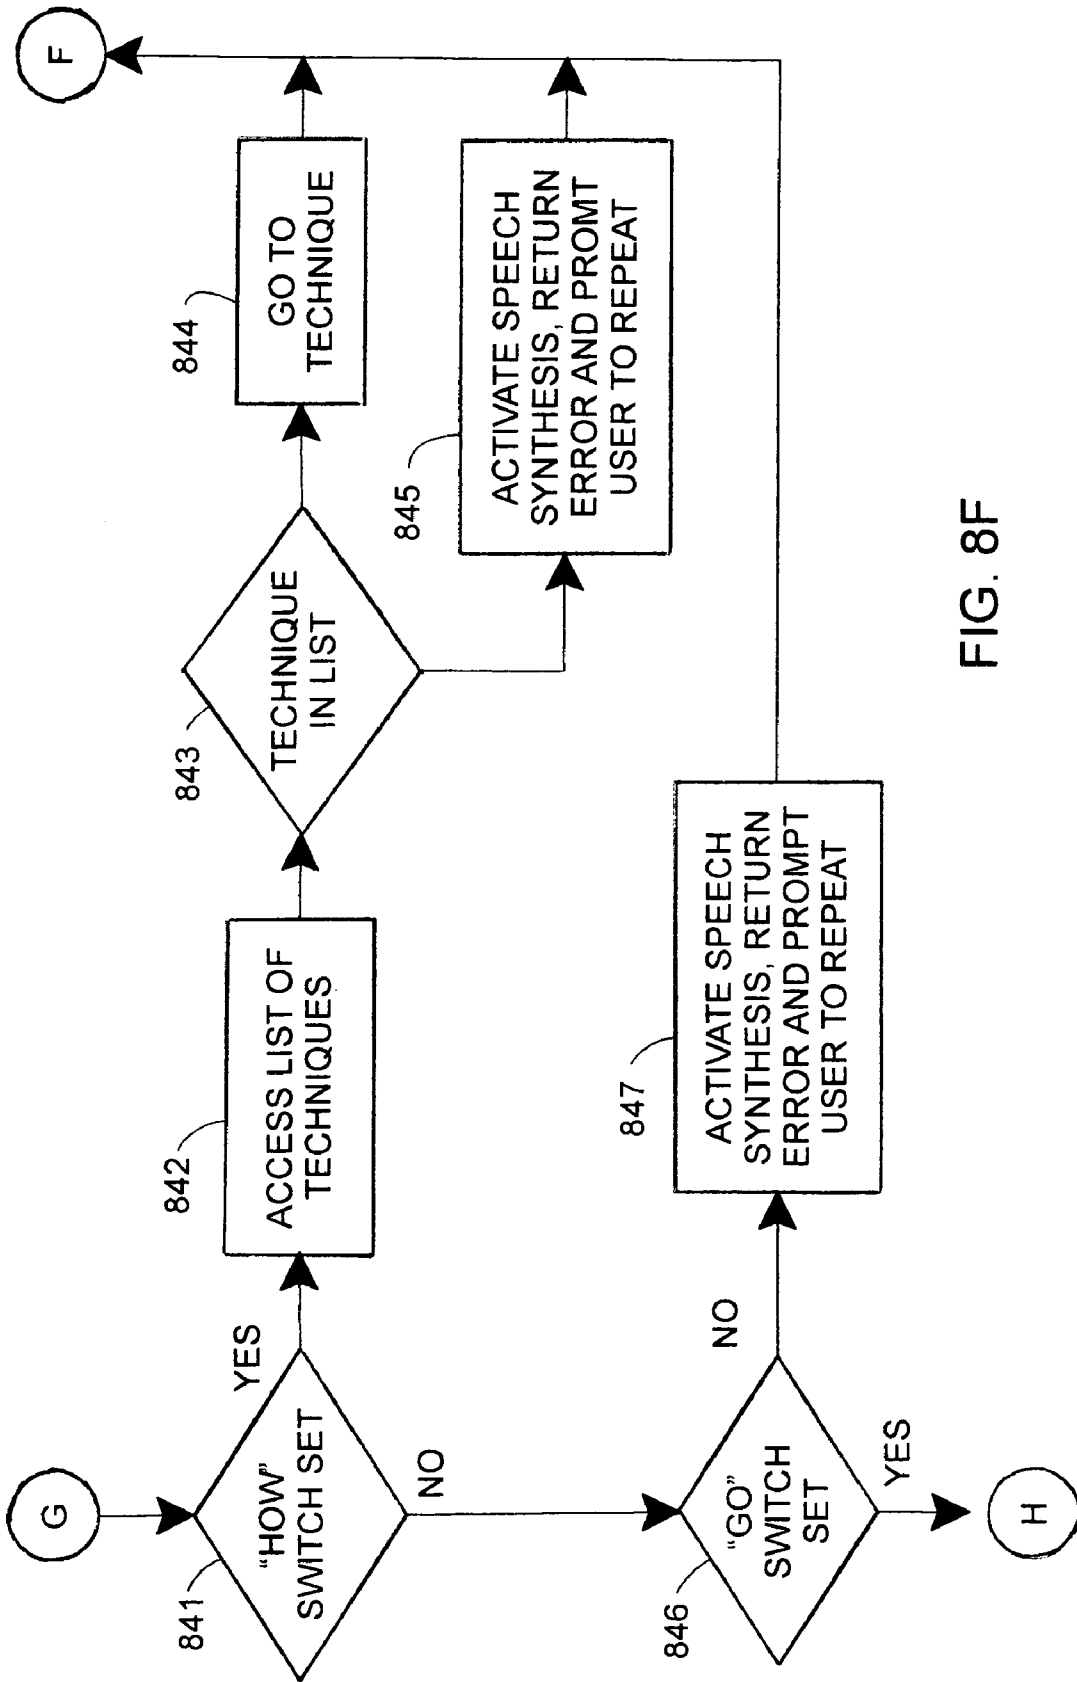 G
841
"HOW"
SWITCH SET
YES
NO
842
ACCESS LIST OF
TECHNIQUES
843
TECHNIQUE
IN LIST
844
GO TO
TECHNIQUE
F
845
ACTIVATE SPEECH
SYNTHESIS, RETURN
ERROR AND PROMT
USER TO REPEAT
846
"GO"
SWITCH
SET
NO
YES
847
ACTIVATE SPEECH
SYNTHESIS, RETURN
ERROR AND PROMPT
USER TO REPEAT
H
FIG. 8F